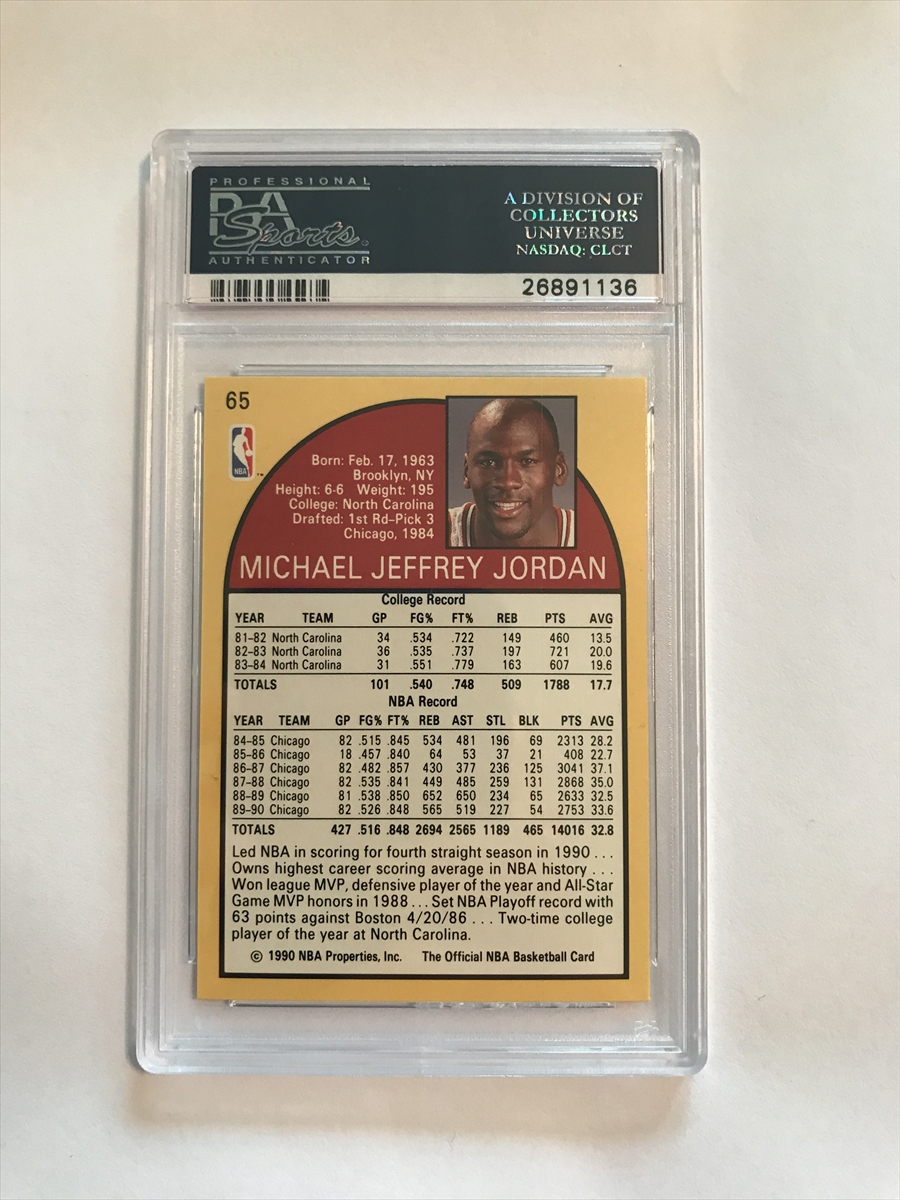 PROFESSIONAL
PSA
Sports
AUTHENTICATOR
A DIVISION OF
COLLECTORS
UNIVERSE
NASDAQ: CLCT
26891136
65
NBA
Born: Feb. 17, 1963
Brooklyn, NY
Height: 6-6 Weight: 195
College: North Carolina
Drafted: 1st Rd-Pick 3
Chicago, 1984
MICHAEL JEFFREY JORDAN
College Record
YEAR TEAM GP FG% FT% REB PTS AVG
81-82 North Carolina 34 .534 .722 149 460 13.5
82-83 North Carolina 36 .535 .737 197 721 20.0
83-84 North Carolina 31 .551 .779 163 607 19.6
TOTALS 101 .540 .748 509 1788 17.7
NBA Record
YEAR TEAM GP FG% FT% REB AST STL BLK PTS AVG
84-85 Chicago 82 .515 .845 534 481 196 69 2313 28.2
85-86 Chicago 18 .457 .840 64 53 37 21 408 22.7
86-87 Chicago 82 .482 .857 430 377 236 125 3041 37.1
87-88 Chicago 82 .535 .841 449 485 259 131 2868 35.0
88-89 Chicago 81 .538 .850 652 650 234 65 2633 32.5
89-90 Chicago 82 .526 .848 565 519 227 54 2753 33.6
TOTALS 427 .516 .848 2694 2565 1189 465 14016 32.8
Led NBA in scoring for fourth straight season in 1990 . . .
Owns highest career scoring average in NBA history . . .
Won league MVP, defensive player of the year and All-Star
Game MVP honors in 1988 . . . Set NBA Playoff record with
63 points against Boston 4/20/86 . . . Two-time college
player of the year at North Carolina.
© 1990 NBA Properties, Inc. The Official NBA Basketball Card